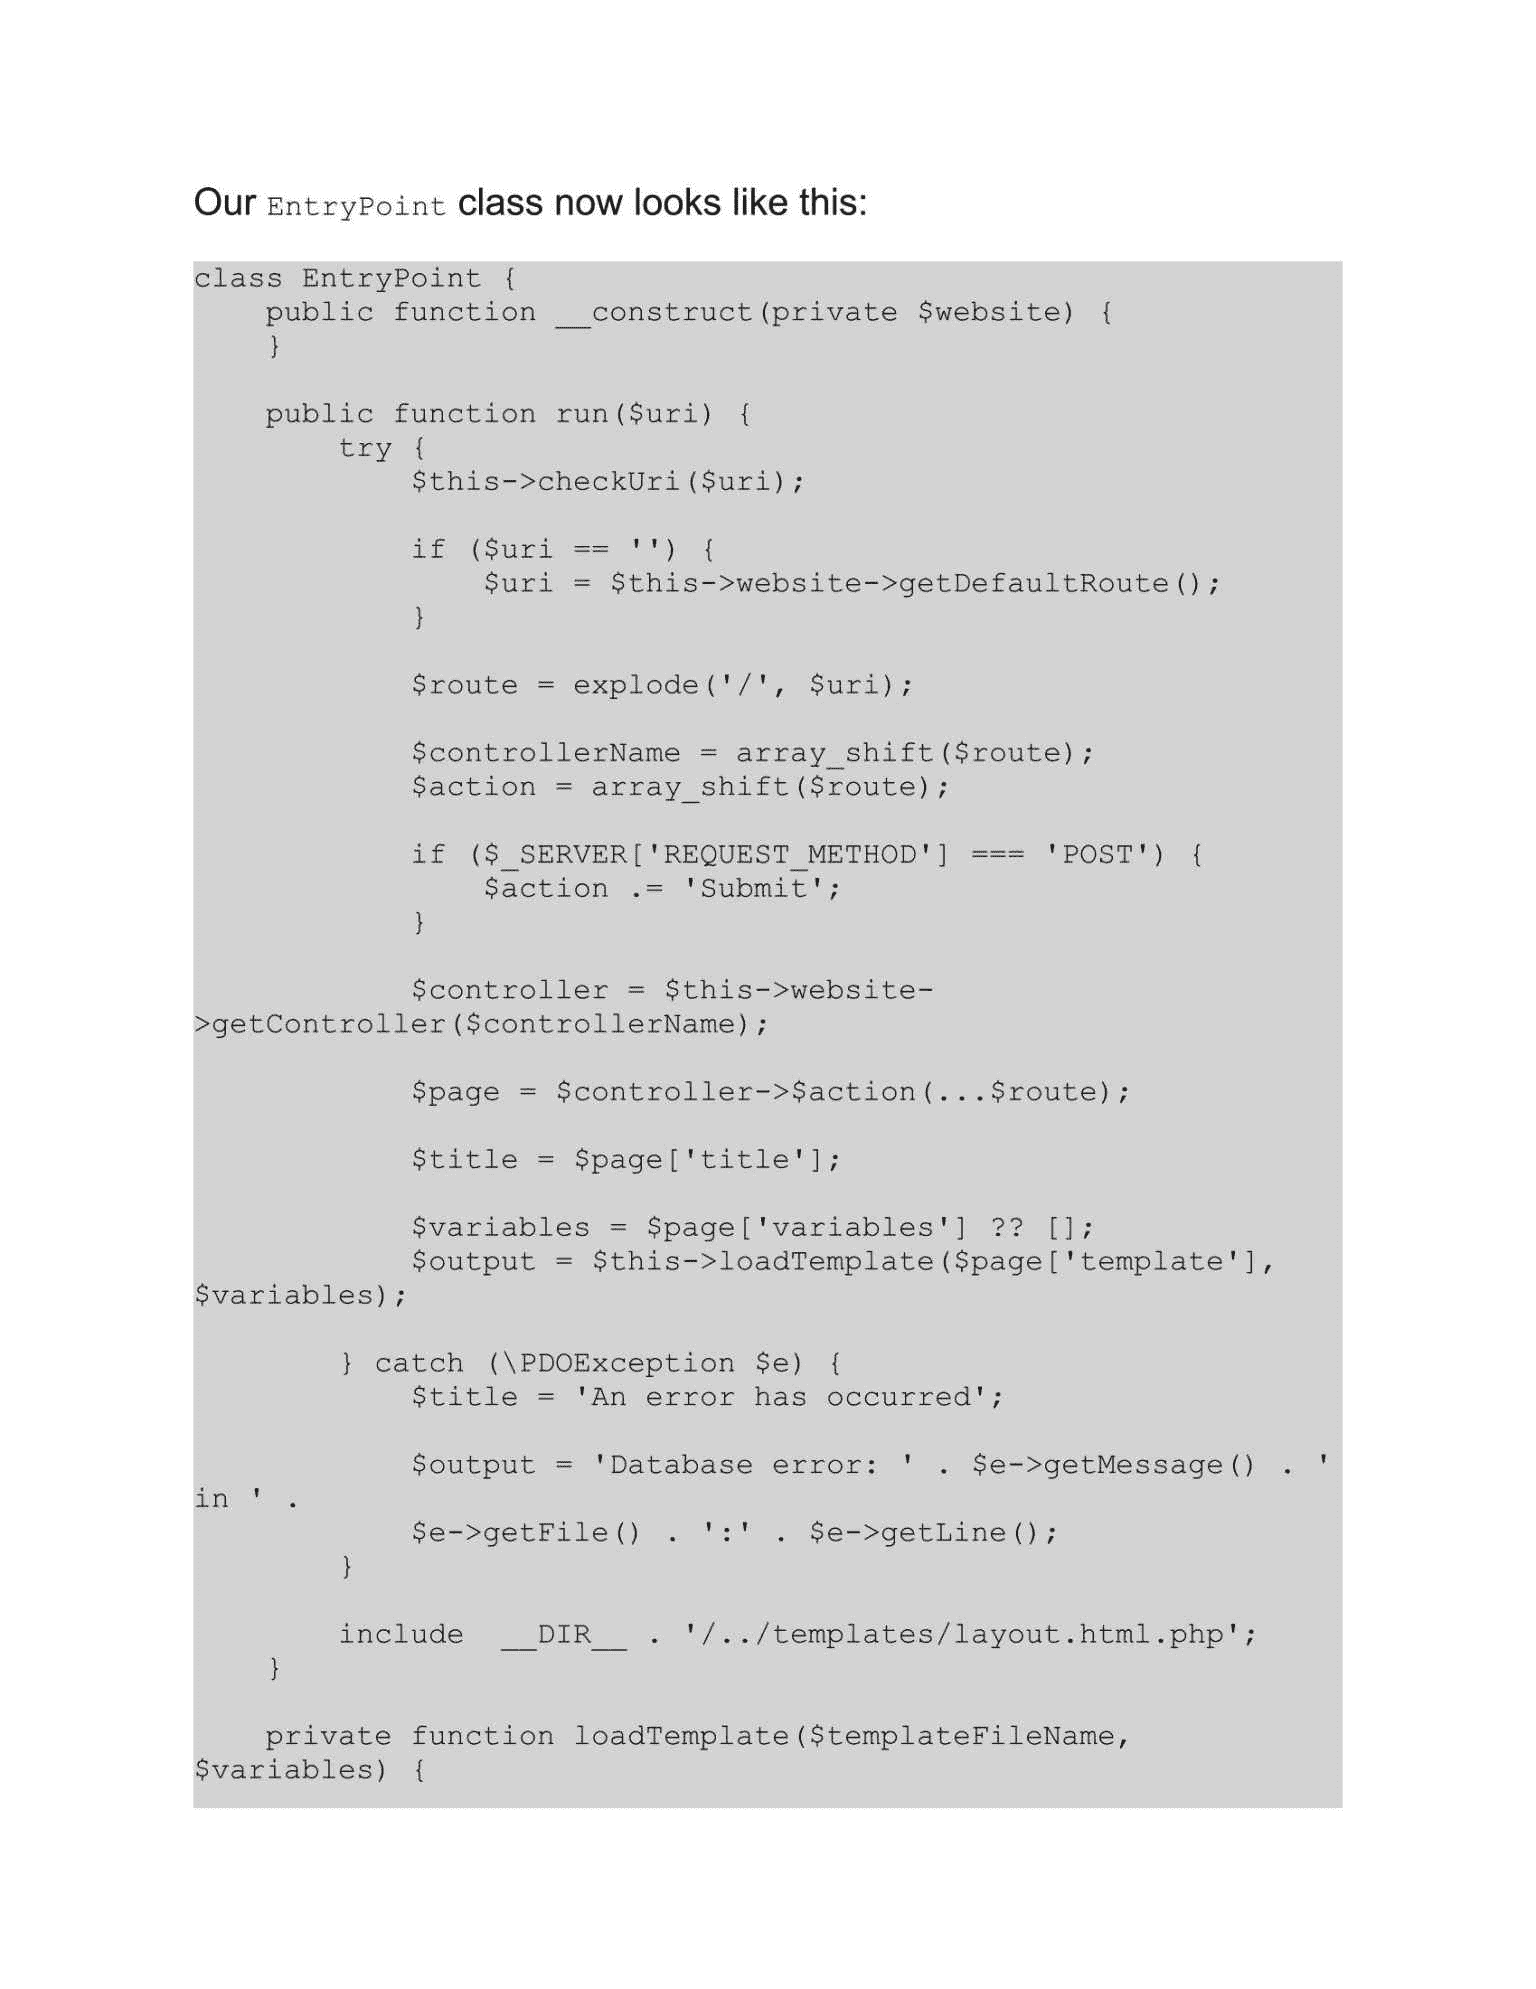 Our EntryPoint class now looks like this:
class EntryPoint {
    public function __construct(private $website) {
    }

    public function run($uri) {
        try {
            $this->checkUri($uri);

            if ($uri == '') {
                $uri = $this->website->getDefaultRoute();
            }

            $route = explode('/', $uri);

            $controllerName = array_shift($route);
            $action = array_shift($route);

            if ($_SERVER['REQUEST_METHOD'] === 'POST') {
                $action .= 'Submit';
            }

            $controller = $this->website-
>getController($controllerName);

            $page = $controller->$action(...$route);

            $title = $page['title'];

            $variables = $page['variables'] ?? [];
            $output = $this->loadTemplate($page['template'],
$variables);

        } catch (\PDOException $e) {
            $title = 'An error has occurred';

            $output = 'Database error: ' . $e->getMessage() . '
in ' .
            $e->getFile() . ':' . $e->getLine();
        }

        include  __DIR__ . '/../templates/layout.html.php';
    }

    private function loadTemplate($templateFileName,
$variables) {